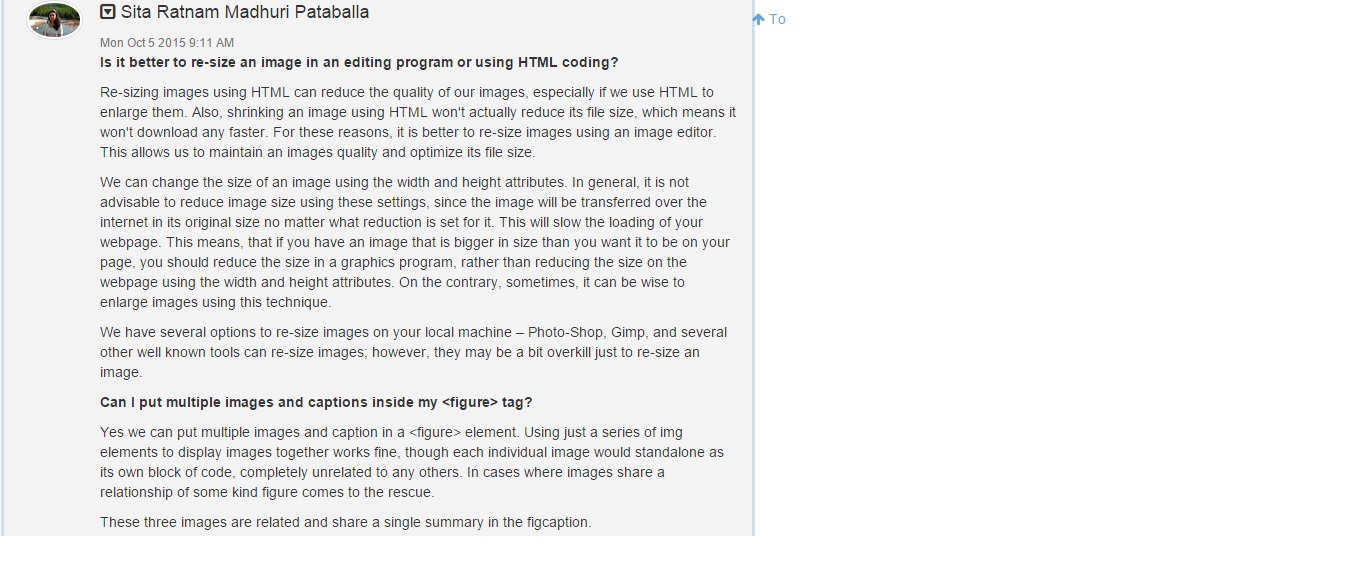 Sita Ratnam Madhuri Pataballa
To
Mon Oct 5 2015 9:11 AM
Is it better to re-size an image in an editing program or using HTML coding?
Re-sizing images using HTML can reduce the quality of our images, especially if we use HTML to
enlarge them. Also, shrinking an image using HTML won't actually reduce its file size, which means it
won't download any faster. For these reasons, it is better to re-size images using an image editor.
This allows us to maintain an images quality and optimize its file size.
We can change the size of an image using the width and height attributes. In general, it is not
advisable to reduce image size using these settings, since the image will be transferred over the
internet in its original size no matter what reduction is set for it. This will slow the loading of your
webpage. This means, that if you have an image that is bigger in size than you want it to be on your
page, you should reduce the size in a graphics program, rather than reducing the size on the
webpage using the width and height attributes. On the contrary, sometimes, it can be wise to
enlarge images using this technique.
We have several options to re-size images on your local machine – Photo-Shop, Gimp, and several
other well known tools can re-size images; however, they may be a bit overkill just to re-size an
image.
Can I put multiple images and captions inside my <figure> tag?
Yes we can put multiple images and caption in a <figure> element. Using just a series of img
elements to display images together works fine, though each individual image would standalone as
its own block of code, completely unrelated to any others. In cases where images share a
relationship of some kind figure comes to the rescue.
These three images are related and share a single summary in the figcaption.